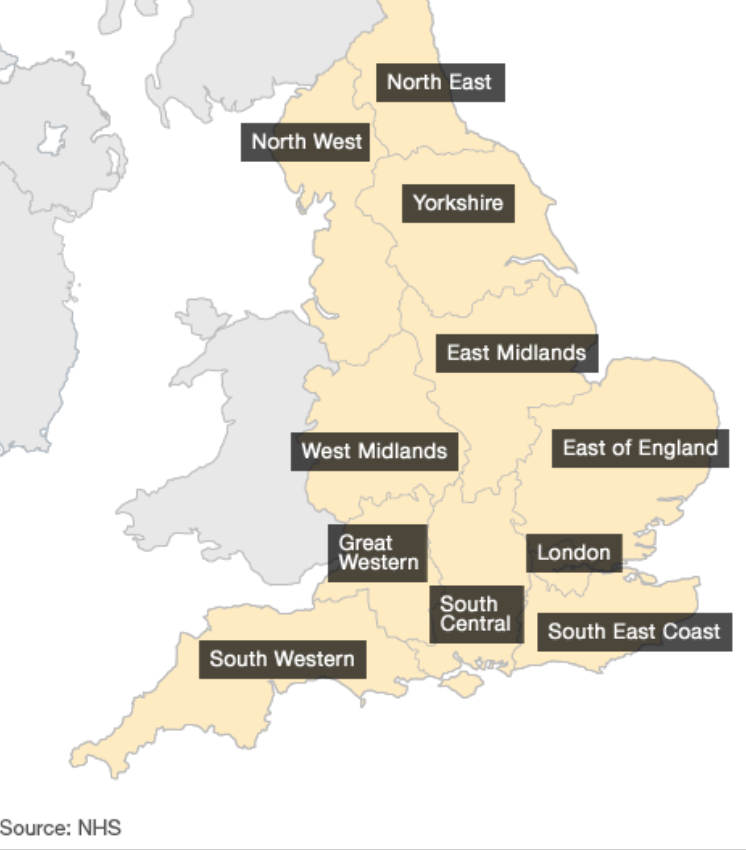 North East
North West
Yorkshire
East Midlands
West Midlands
East of England
Great
Western
London
South
Central
South East Coast
South Western
Source: NHS